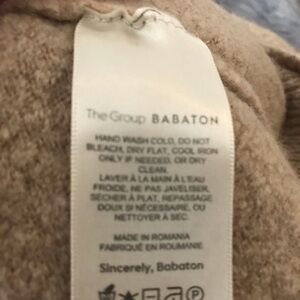 The Group BABATON
HAND WASH COLD, DO NOT
BLEACH, DRY FLAT, COOL IRON
ONLY IF NEEDED, OR DRY
CLEAN.
LAVER À LA MAIN À L'EAU
FROIDE, NE PAS JAVELISER,
SÉCHER À PLAT, REPASSAGE
DOUX SI NÉCESSAIRE, OU
NETTOYER À SEC.
MADE IN ROMANIA
FABRIQUÉ EN ROUMANIE
Sincerely, Babaton